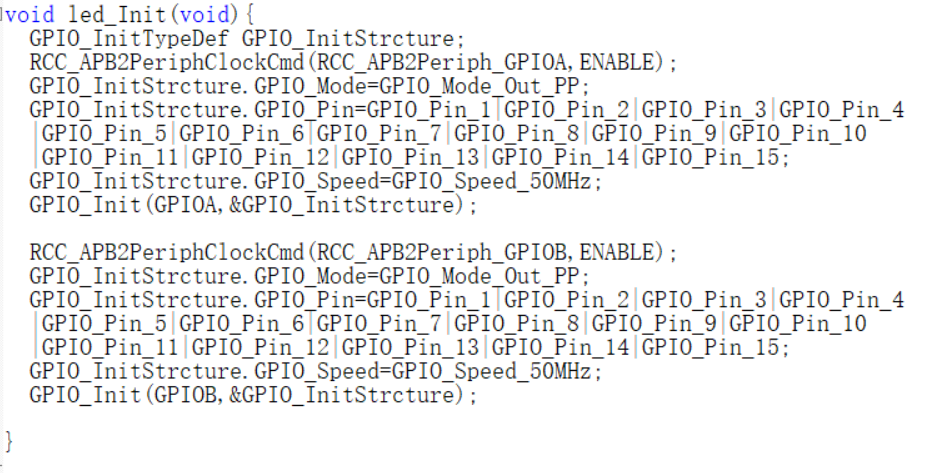 void led_Init(void){
GPIO_InitTypeDef GPIO_InitStrcture;
RCC_APB2PeriphClockCmd(RCC_APB2Periph_GPIOA,ENABLE);
GPIO_InitStrcture.GPIO_Mode=GPIO_Mode_Out_PP;
GPIO_InitStrcture.GPIO_Pin=GPIO_Pin_1|GPIO_Pin_2|GPIO_Pin_3|GPIO_Pin_4
|GPIO_Pin_5|GPIO_Pin_6|GPIO_Pin_7|GPIO_Pin_8|GPIO_Pin_9|GPIO_Pin_10
|GPIO_Pin_11|GPIO_Pin_12|GPIO_Pin_13|GPIO_Pin_14|GPIO_Pin_15;
GPIO_InitStrcture.GPIO_Speed=GPIO_Speed_50MHz;
GPIO_Init(GPIOA,&GPIO_InitStrcture);
RCC_APB2PeriphClockCmd(RCC_APB2Periph_GPIOB,ENABLE);
GPIO_InitStrcture.GPIO_Mode=GPIO_Mode_Out_PP;
GPIO_InitStrcture.GPIO_Pin=GPIO_Pin_1|GPIO_Pin_2|GPIO_Pin_3|GPIO_Pin_4
|GPIO_Pin_5|GPIO_Pin_6|GPIO_Pin_7|GPIO_Pin_8|GPIO_Pin_9|GPIO_Pin_10
|GPIO_Pin_11|GPIO_Pin_12|GPIO_Pin_13|GPIO_Pin_14|GPIO_Pin_15;
GPIO_InitStrcture.GPIO_Speed=GPIO_Speed_50MHz;
GPIO_Init(GPIOB,&GPIO_InitStrcture);
}